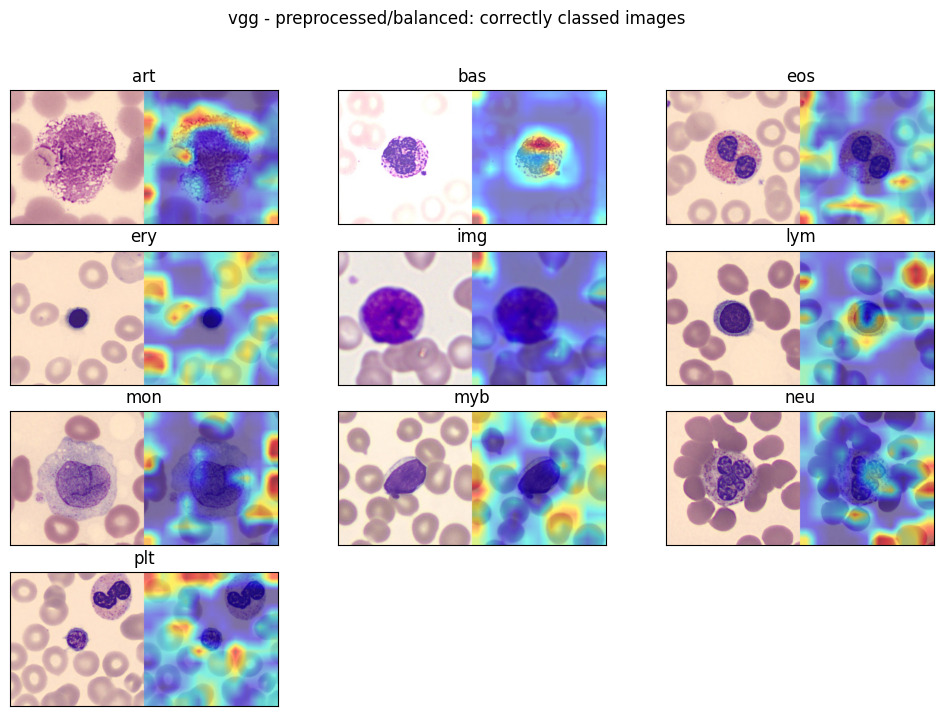 vgg - preprocessed/balanced: correctly classed images
art
bas
eos
ery
img
lym
mon
myb
neu
plt